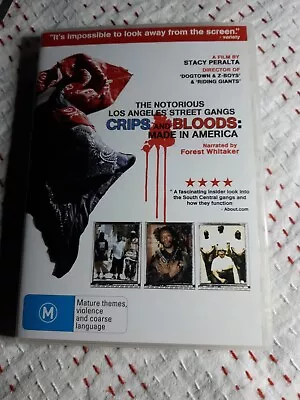 "It's impossible to look away from the screen."
- variety
A FILM BY
STACY PERALTA
DIRECTOR OF
'DOGTOWN & Z-BOYS'
& 'RIDING GIANTS'
THE NOTORIOUS
LOS ANGELES STREET GANGS
CRIPS AND BLOODS:
MADE IN AMERICA
Narrated by
Forest Whitaker
"A fascinating insider look into
the South Central gangs and
how they function"
- About.com
M
Mature themes,
violence
and coarse
language